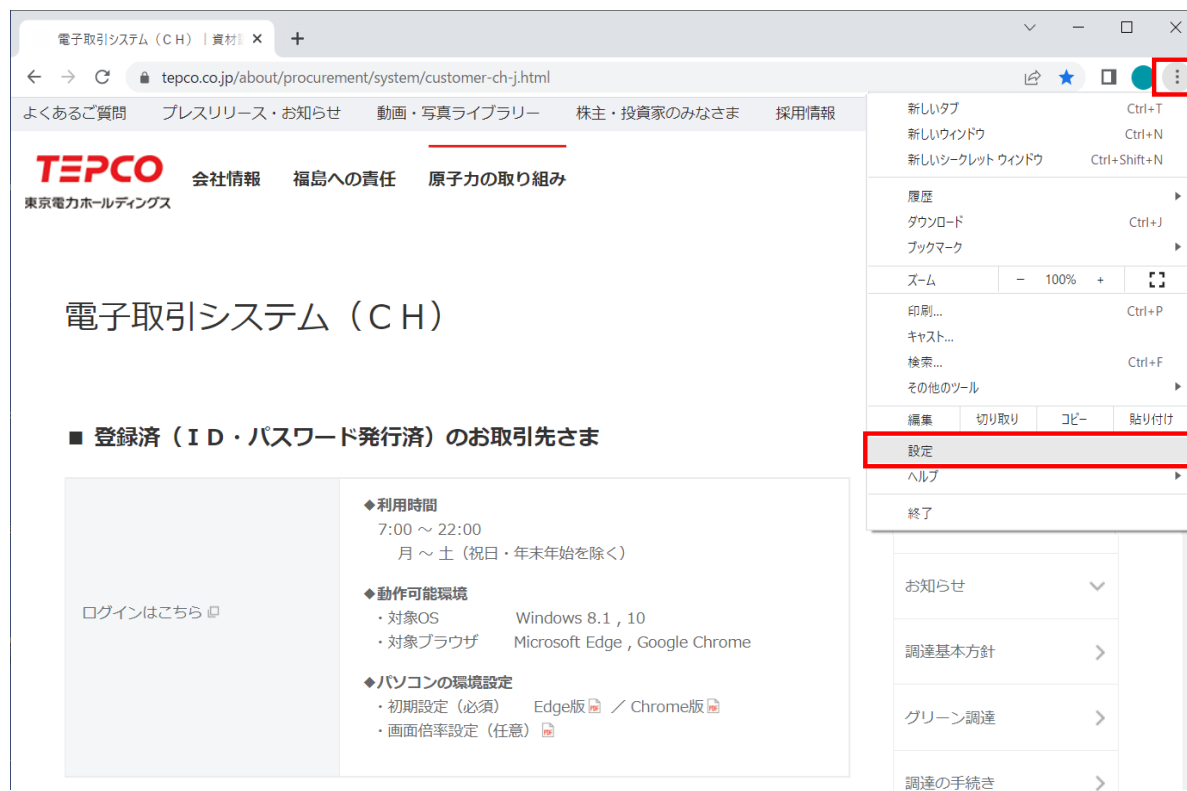 電子取引システム（ＣＨ）｜資材
tepco.co.jp/about/procurement/system/customer-ch-j.html
よくあるご質問 プレスリリース・お知らせ 動画・写真ライブラリー 株主・投資家のみなさま 採用情報
TEPCO
東京電力ホールディングス
会社情報 福島への責任 原子力の取り組み
電子取引システム（ＣＨ）
■ 登録済（ＩＤ・パスワード発行済）のお取引先さま
ログインはこちら
◆利用時間
7:00 ～ 22:00
月 ～ 土（祝日・年末年始を除く）
◆動作可能環境
・対象OS Windows 8.1 , 10
・対象ブラウザ Microsoft Edge , Google Chrome
◆パソコンの環境設定
・初期設定（必須） Edge版 ／ Chrome版
・画面倍率設定（任意）
新しいタブ Ctrl+T
新しいウィンドウ Ctrl+N
新しいシークレット ウィンドウ Ctrl+Shift+N
履歴
ダウンロード Ctrl+J
ブックマーク
ズーム － 100% +
印刷... Ctrl+P
キャスト...
検索... Ctrl+F
その他のツール
編集 切り取り コピー 貼り付け
設定
ヘルプ
終了
お知らせ
調達基本方針
グリーン調達
調達の手続き